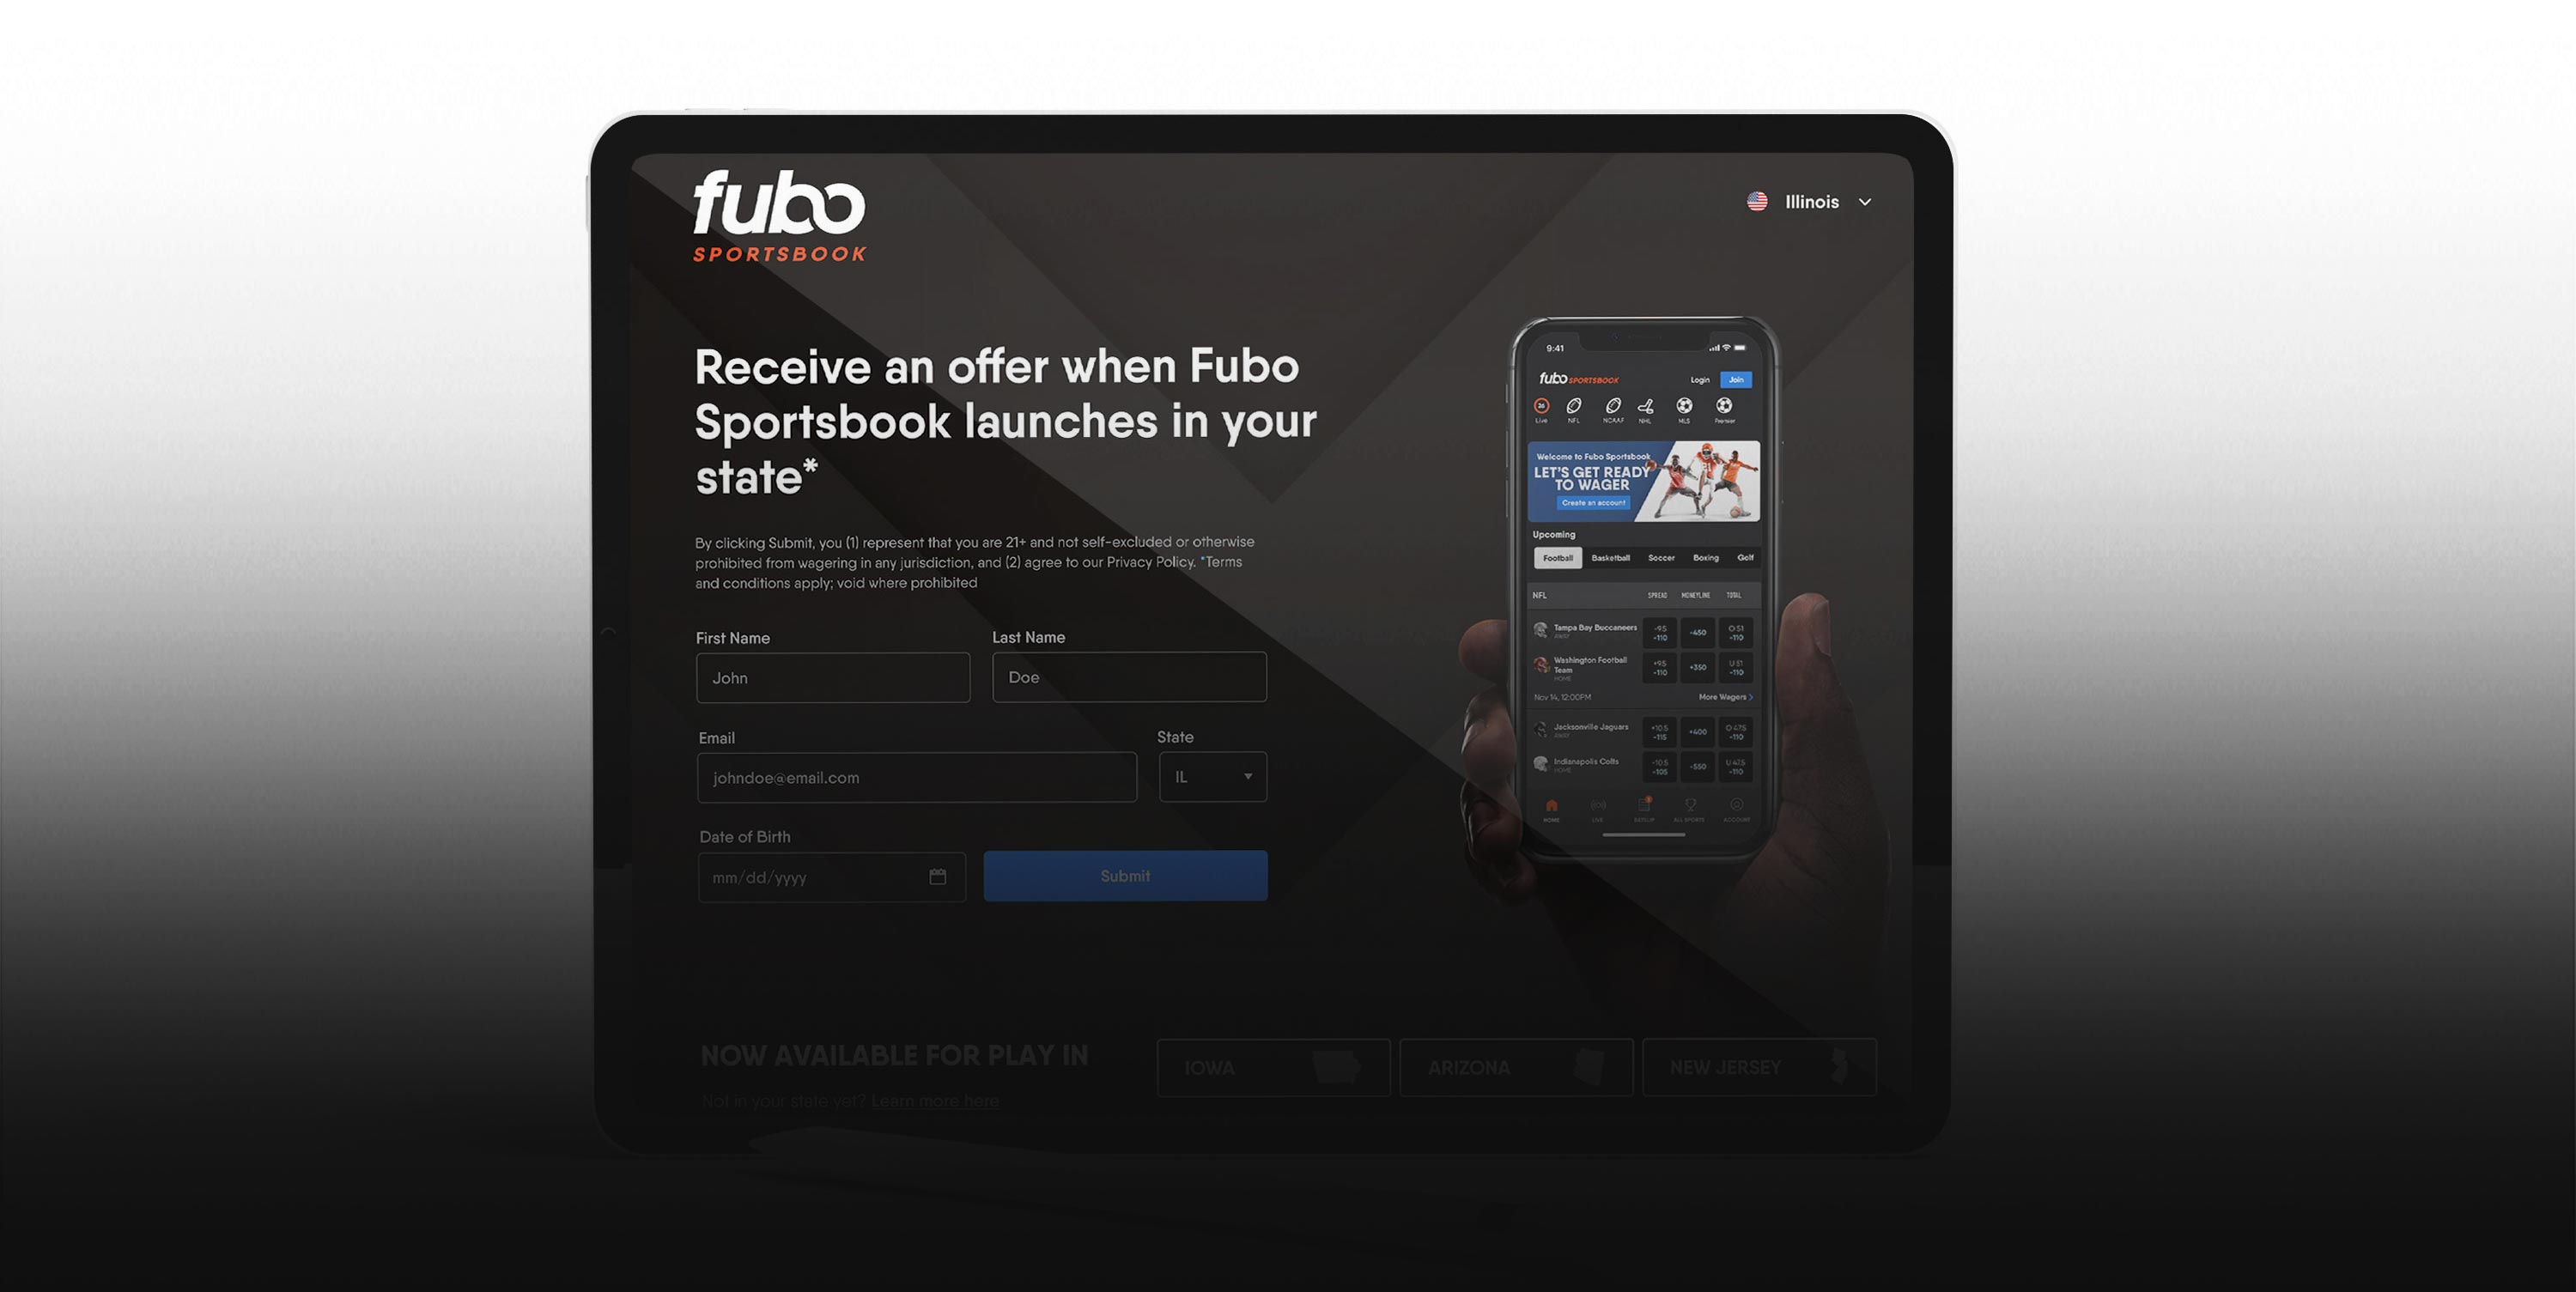 fubo
SPORTSBOOK
Illinois
Receive an offer when Fubo
Sportsbook launches in your
state*
By clicking Submit, you (1) represent that you are 21+ and not self-excluded or otherwise
prohibited from wagering in any jurisdiction, and (2) agree to our Privacy Policy. *Terms
and conditions apply; void where prohibited
First Name
Last Name
John
Doe
Email
State
johndoe@email.com
IL
Date of Birth
mm/dd/yyyy
Submit
NOW AVAILABLE FOR PLAY IN
Not in your state yet? Learn more here
IOWA
ARIZONA
NEW JERSEY
9:41
fubo SPORTSBOOK
Login
Join
Live
NFL
NCAAF
NHL
MLS
Premier
Welcome to Fubo Sportsbook
LET'S GET READY
TO WAGER
Create an account
Upcoming
Football
Basketball
Soccer
Boxing
Golf
NFL
SPREAD
MONEYLINE
TOTAL
Tampa Bay Buccaneers
AWAY
-9.5
-110
-450
O 51
-110
Washington Football
Team
HOME
+9.5
-110
+350
U 51
-110
Nov 14, 12:00PM
More Wagers
Jacksonville Jaguars
AWAY
+10.5
-115
+400
O 47.5
-110
Indianapolis Colts
HOME
-10.5
-105
-550
U 47.5
-110
HOME
LIVE
BETSLIP
ALL SPORTS
ACCOUNT